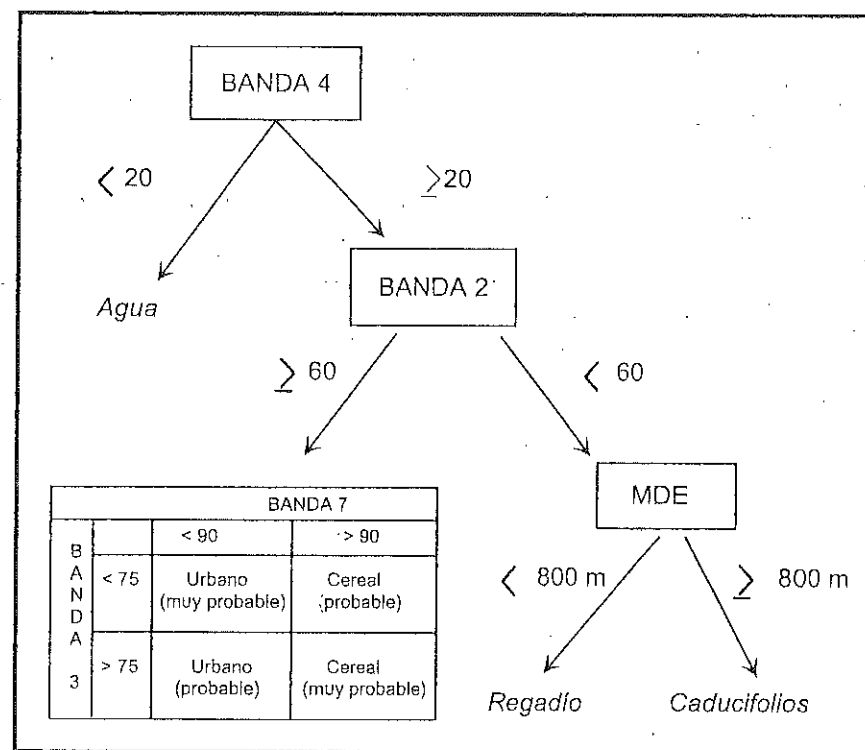 BANDA 4
< 20
≥20
Agua
BANDA 2
≥ 60
< 60
BANDA 7
BANDA 3
< 90
> 90
< 75
Urbano
(muy probable)
Cereal
(probable)
> 75
Urbano
(probable)
Cereal
(muy probable)
MDE
< 800 m
≥ 800 m
Regadío
Caducifolios